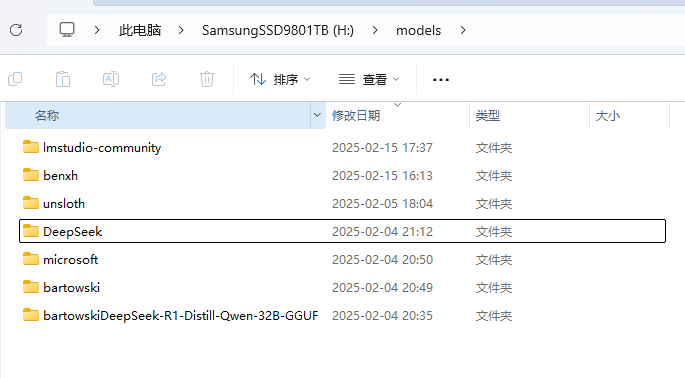 此电脑 > SamsungSSD9801TB (H:) > models >
排序 查看 ...
名称 修改日期 类型 大小
lmstudio-community 2025-02-15 17:37 文件夹
benxh 2025-02-15 16:13 文件夹
unsloth 2025-02-05 18:04 文件夹
DeepSeek 2025-02-04 21:12 文件夹
microsoft 2025-02-04 20:50 文件夹
bartowski 2025-02-04 20:49 文件夹
bartowskiDeepSeek-R1-Distill-Qwen-32B-GGUF 2025-02-04 20:35 文件夹